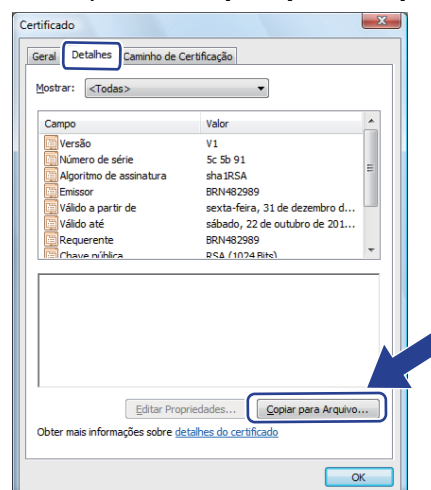 Certificado
Geral Detalhes Caminho de Certificação
Mostrar: <Todas>
Campo Valor
Versão V1
Número de série 5c 5b 91
Algoritmo de assinatura sha1RSA
Emissor BRN482989
Válido a partir de sexta-feira, 31 de dezembro d...
Válido até sábado, 22 de outubro de 201...
Requerente BRN482989
Chave pública RSA (1024 Bits)
Editar Propriedades... Copiar para Arquivo...
Obter mais informações sobre detalhes do certificado
OK